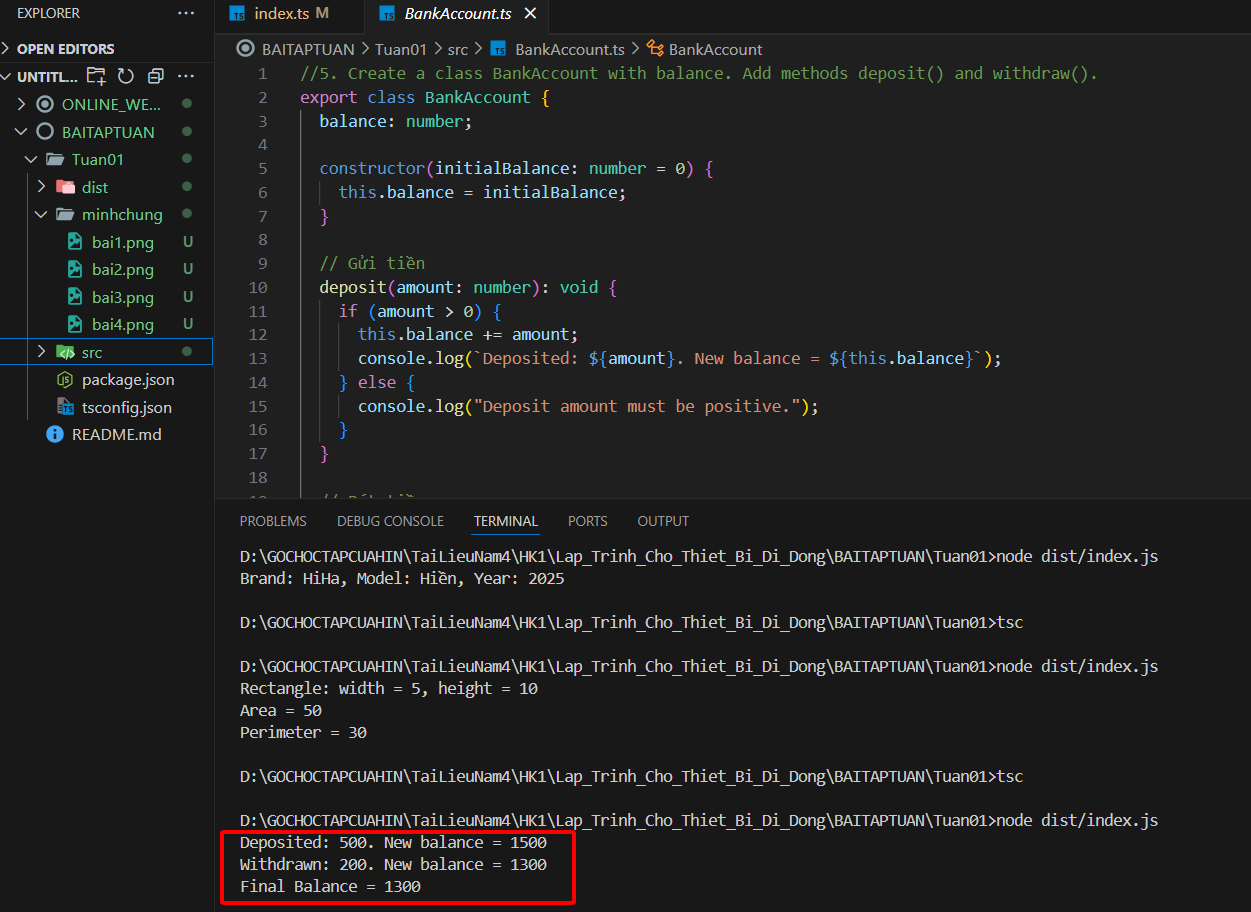 EXPLORER ···
index.ts M
BankAccount.ts
OPEN EDITORS
BAITAPTUAN > Tuan01 > src > BankAccount.ts > BankAccount
UNTITL... ···
ONLINE_WE...
BAITAPTUAN
Tuan01
dist
minhchung
bai1.png U
bai2.png U
bai3.png U
bai4.png U
src
package.json
tsconfig.json
README.md
1 //5. Create a class BankAccount with balance. Add methods deposit() and withdraw().
2 export class BankAccount {
3 balance: number;
4
5 constructor(initialBalance: number = 0) {
6 this.balance = initialBalance;
7 }
8
9 // Gửi tiền
10 deposit(amount: number): void {
11 if (amount > 0) {
12 this.balance += amount;
13 console.log(`Deposited: ${amount}. New balance = ${this.balance}`);
14 } else {
15 console.log("Deposit amount must be positive.");
16 }
17 }
18
PROBLEMS DEBUG CONSOLE TERMINAL PORTS OUTPUT
D:\GOCHOCTAPCUAHIN\TaiLieuNam4\HK1\Lap_Trinh_Cho_Thiet_Bi_Di_Dong\BAITAPTUAN\Tuan01>node dist/index.js
Brand: HiHa, Model: Hiền, Year: 2025
D:\GOCHOCTAPCUAHIN\TaiLieuNam4\HK1\Lap_Trinh_Cho_Thiet_Bi_Di_Dong\BAITAPTUAN\Tuan01>tsc
D:\GOCHOCTAPCUAHIN\TaiLieuNam4\HK1\Lap_Trinh_Cho_Thiet_Bi_Di_Dong\BAITAPTUAN\Tuan01>node dist/index.js
Rectangle: width = 5, height = 10
Area = 50
Perimeter = 30
D:\GOCHOCTAPCUAHIN\TaiLieuNam4\HK1\Lap_Trinh_Cho_Thiet_Bi_Di_Dong\BAITAPTUAN\Tuan01>tsc
D:\GOCHOCTAPCUAHIN\TaiLieuNam4\HK1\Lap_Trinh_Cho_Thiet_Bi_Di_Dong\BAITAPTUAN\Tuan01>node dist/index.js
Deposited: 500. New balance = 1500
Withdrawn: 200. New balance = 1300
Final Balance = 1300